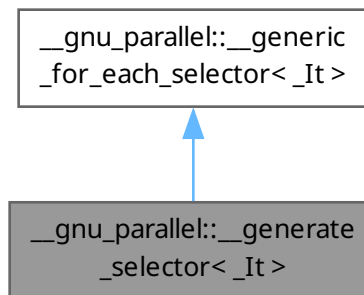 __gnu_parallel::__generic
_for_each_selector< _It >
__gnu_parallel::__generate
_selector< _It >